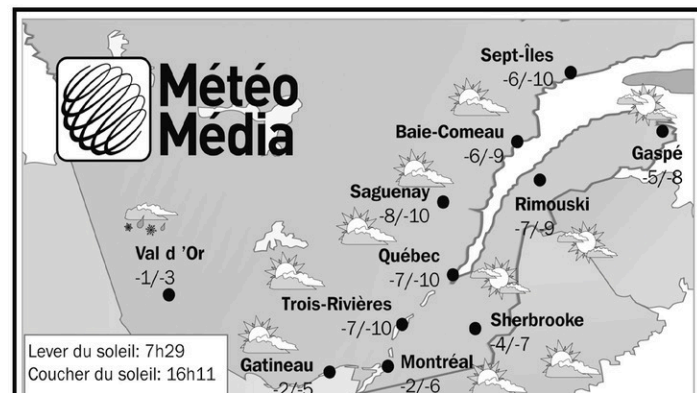 Météo
Média
Sept-Îles
-6/-10
Baie-Comeau
-6/-9
Gaspé
-5/-8
Saguenay
-8/-10
Rimouski
-7/-9
Val d 'Or
-1/-3
Québec
-7/-10
Trois-Rivières
-7/-10
Sherbrooke
-4/-7
Lever du soleil: 7h29
Coucher du soleil: 16h11
Gatineau
-2/-5
Montréal
-2/-6